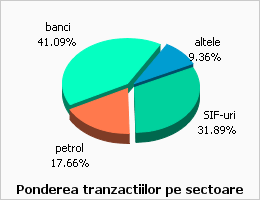 banci
41.09%
altele
9.36%
SIF-uri
31.89%
petrol
17.66%
Ponderea tranzactiilor pe sectoare